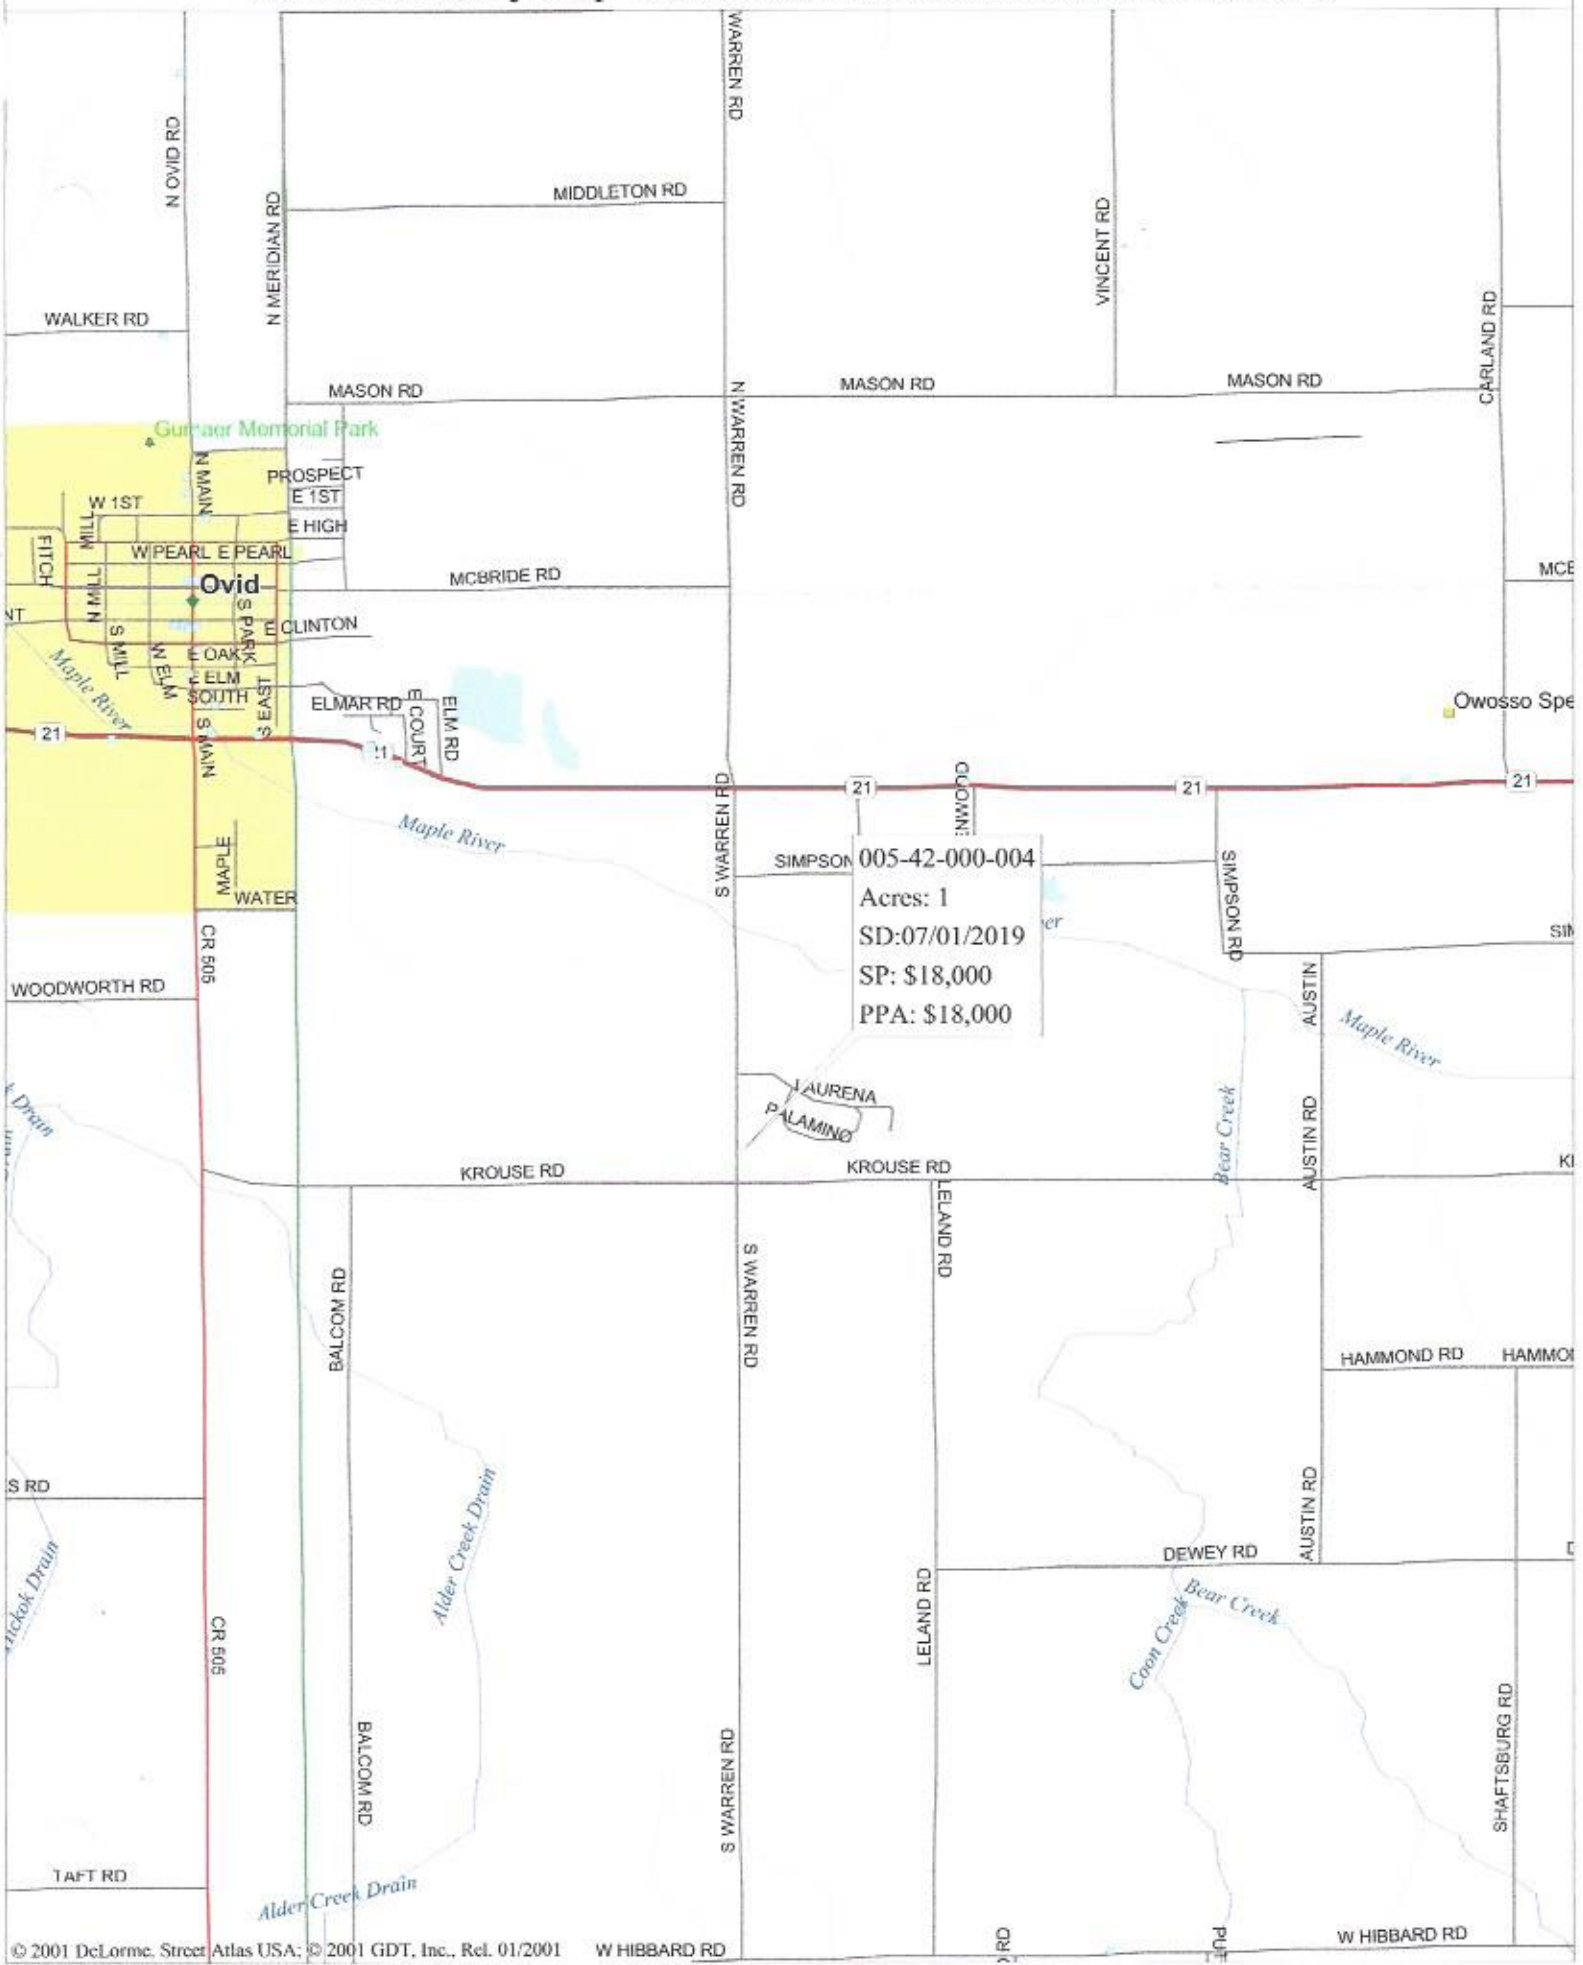 WARREN RD
N OVID RD
MIDDLETON RD
N MERIDIAN RD
VINCENT RD
WALKER RD
CARLAND RD
MASON RD
MASON RD
MASON RD
N WARREN RD
Gumaer Memorial Park
N MAIN
PROSPECT
W 1ST
E 1ST
MILL
E HIGH
FITCH
W PEARL
E PEARL
Ovid
MCBRIDE RD
N MILL
S PARK
NT
E CLINTON
S MILL
W ELM
E OAK
E ELM
SOUTH
Maple River
S EAST
ELMAR RD
E COURT
ELM RD
Owosso Spe
21
S MAIN
21
21
21
S WARREN RD
Maple River
MAPLE
SIMPSON
005-42-000-004
Acres: 1
SD:07/01/2019
SP: $18,000
PPA: $18,000
SIMPSON RD
WATER
CR 505
SIM
WOODWORTH RD
AUSTIN
Maple River
Drain
LAURENA
PALAMINO
Bear Creek
AUSTIN RD
KROUSE RD
KROUSE RD
LELAND RD
BALCOM RD
S WARREN RD
HAMMOND RD
HAMMO
S RD
Alder Creek Drain
AUSTIN RD
DEWEY RD
Drain
LELAND RD
Bear Creek
Coon Creek
CR 505
BALCOM RD
S WARREN RD
SHAFTSBURG RD
TAFT RD
Alder Creek Drain
© 2001 DeLorme. Street Atlas USA; © 2001 GDT, Inc., Rel. 01/2001
W HIBBARD RD
RD
W HIBBARD RD